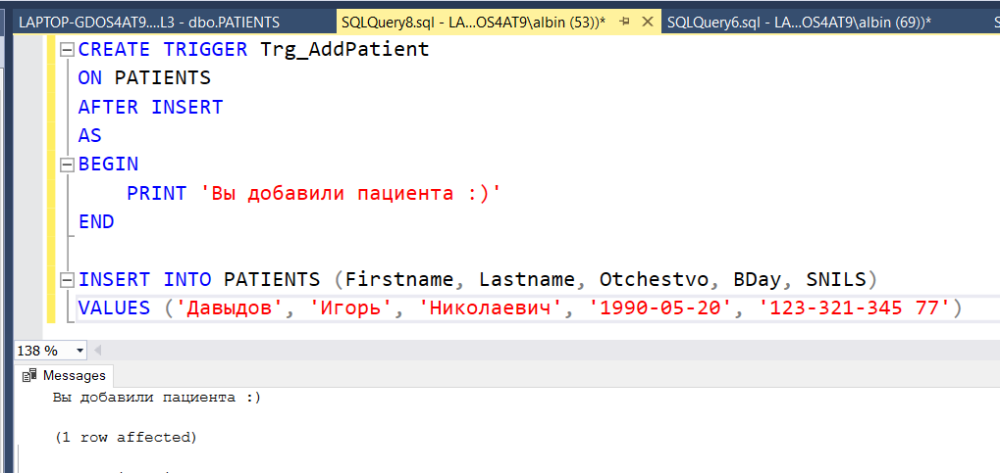 LAPTOP-GDOS4AT9....L3 - dbo.PATIENTS
SQLQuery8.sql - LA...OS4AT9\albin (53))*
SQLQuery6.sql - LA...OS4AT9\albin (69))*
CREATE TRIGGER Trg_AddPatient
ON PATIENTS
AFTER INSERT
AS
BEGIN
PRINT 'Вы добавили пациента :)'
END
INSERT INTO PATIENTS (Firstname, Lastname, Otchestvo, BDay, SNILS)
VALUES ('Давыдов', 'Игорь', 'Николаевич', '1990-05-20', '123-321-345 77')
138 %
Messages
Вы добавили пациента :)
(1 row affected)